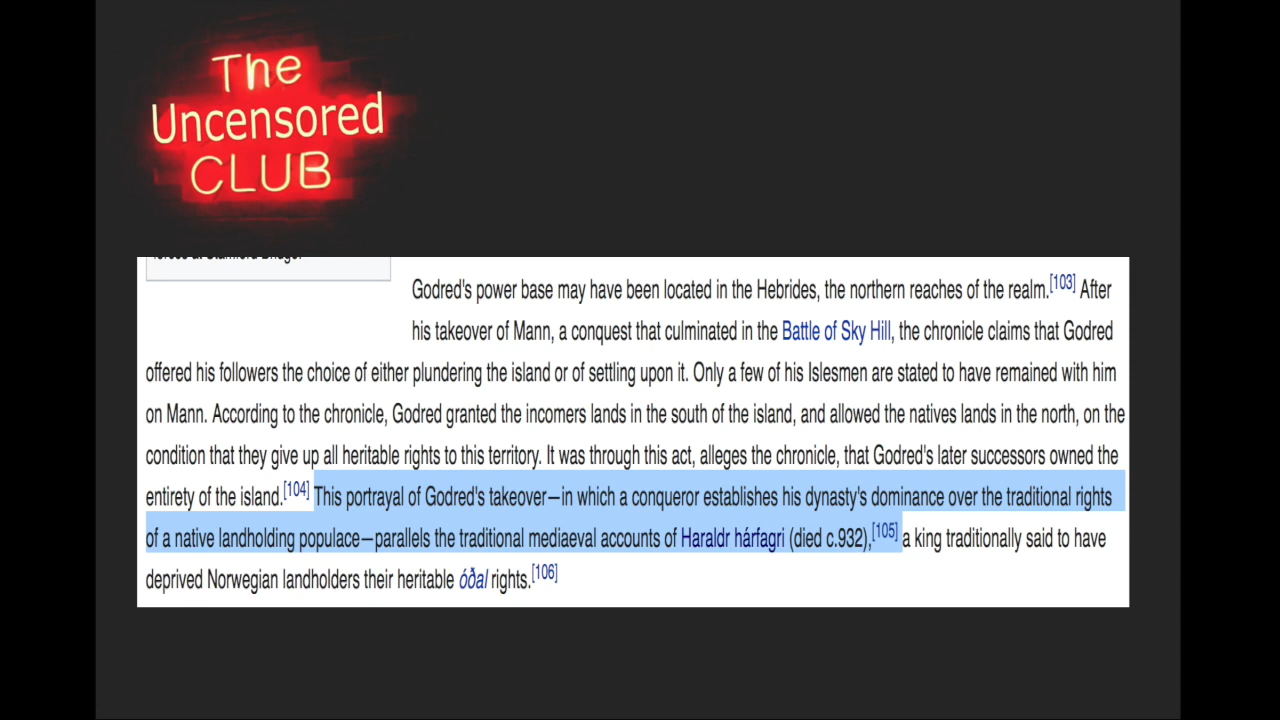 The
Uncensored
CLUB
forces at Stamford Bridge.
Godred's power base may have been located in the Hebrides, the northern reaches of the realm.[103] After
his takeover of Mann, a conquest that culminated in the Battle of Sky Hill, the chronicle claims that Godred
offered his followers the choice of either plundering the island or of settling upon it. Only a few of his Islesmen are stated to have remained with him
on Mann. According to the chronicle, Godred granted the incomers lands in the south of the island, and allowed the natives lands in the north, on the
condition that they give up all heritable rights to this territory. It was through this act, alleges the chronicle, that Godred's later successors owned the
entirety of the island.[104] This portrayal of Godred's takeover—in which a conqueror establishes his dynasty's dominance over the traditional rights
of a native landholding populace—parallels the traditional mediaeval accounts of Haraldr hárfagri (died c.932),[105] a king traditionally said to have
deprived Norwegian landholders their heritable óðal rights.[106]